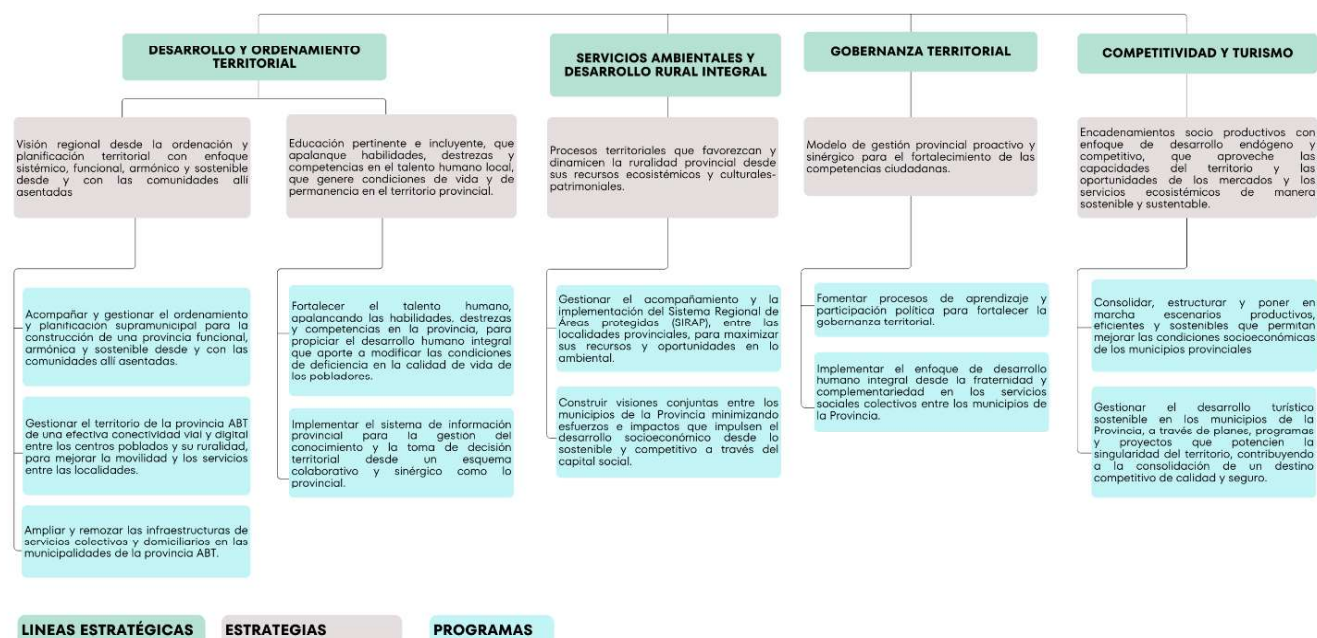 DESARROLLO Y ORDENAMIENTO
TERRITORIAL
SERVICIOS AMBIENTALES Y
DESARROLLO RURAL INTEGRAL
GOBERNANZA TERRITORIAL
COMPETITIVIDAD Y TURISMO
Visión regional desde la ordenación y
planificación territorial con enfoque
sistémico, funcional, armónico y sostenible
desde y con las comunidades allí
asentadas
Educación pertinente e incluyente, que
apalanque habilidades, destrezas y
competencias en el talento humano local,
que genere condiciones de vida y de
permanencia en el territorio provincial.
Procesos territoriales que favorezcan y
dinamicen la ruralidad provincial desde
sus recursos ecosistémicos y culturales-
patrimoniales.
Modelo de gestión provincial proactivo y
sinérgico para el fortalecimiento de las
competencias ciudadanas.
Encadenamientos socio productivos con
enfoque de desarrollo endógeno y
competitivo, que aproveche las
capacidades del territorio y las
oportunidades de los mercados y los
servicios ecosistémicos de manera
sostenible y sustentable.
Acompañar y gestionar el ordenamiento
y planificación supramunicipal para la
construcción de una provincia funcional,
armónica y sostenible desde y con las
comunidades allí asentadas.
Gestionar el territorio de la provincia ABT
de una efectiva conectividad vial y digital
entre los centros poblados y su ruralidad,
para mejorar la movilidad y los servicios
entre las localidades.
Ampliar y remozar las infraestructuras de
servicios colectivos y domiciliarios en las
municipalidades de la provincia ABT.
Fortalecer el talento humano,
apalancando las habilidades. destrezas
y competencias en la provincia, para
propiciar el desarrollo humano integral
que aporte a modificar las condiciones
de deficiencia en la calidad de vida de
los pobladores.
Implementar el sistema de información
provincial para la gestión del
conocimiento y la toma de decisión
territorial desde un esquema
colaborativo y sinérgico como lo
provincial.
Gestionar el acompañamiento y la
implementación del Sistema Regional de
Áreas protegidas (SIRAP), entre las
localidades provinciales, para maximizar
sus recursos y oportunidades en lo
ambiental.
Construir visiones conjuntas entre los
municipios de la Provincia minimizando
esfuerzos e impactos que impulsen el
desarrollo socioeconómico desde lo
sostenible y competitivo a través del
capital social.
Fomentar procesos de aprendizaje y
participación política para fortalecer la
gobernanza territorial.
Implementar el enfoque de desarrollo
humano integral desde la fraternidad y
complementariedad en los servicios
sociales colectivos entre los municipios de
la Provincia.
Consolidar, estructurar y poner en
marcha escenarios productivos,
eficientes y sostenibles que permitan
mejorar las condiciones socioeconómicas
de los municipios provinciales
Gestionar el desarrollo turístico
sostenible en los municipios de la
Provincia, a través de planes, programas
y proyectos que potencien la
singularidad del territorio, contribuyendo
a la consolidación de un destino
competitivo de calidad y seguro.
LINEAS ESTRATÉGICAS
ESTRATEGIAS
PROGRAMAS